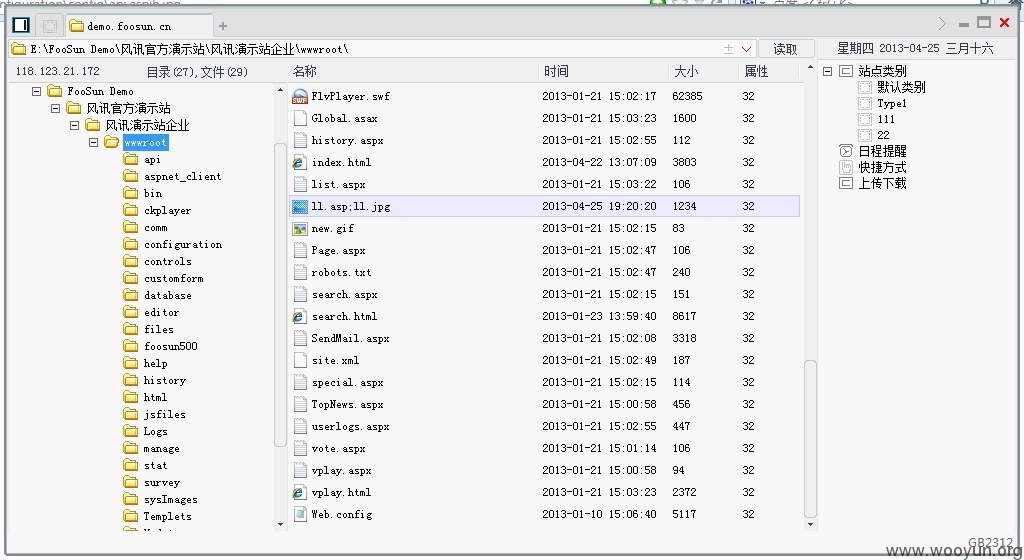 demo.foosun.cn
E:\FooSun Demo\风讯官方演示站\风讯演示站企业\wwwroot\
读取
星期四 2013-04-25 三月十六
118.123.21.172
目录(27),文件(29)
名称 时间 大小 属性
FooSun Demo
风讯官方演示站
风讯演示站企业
wwwroot
api
aspnet_client
bin
ckplayer
comm
configuration
controls
customform
database
editor
files
foosun500
help
history
html
jsfiles
Logs
manage
stat
survey
sysImages
Templets
FlvPlayer.swf 2013-01-21 15:02:17 62385 32
Global.asax 2013-01-21 15:03:23 1600 32
history.aspx 2013-01-21 15:02:55 112 32
index.html 2013-04-22 13:07:09 3803 32
list.aspx 2013-01-21 15:03:22 106 32
ll.asp;ll.jpg 2013-04-25 19:20:20 1234 32
new.gif 2013-01-21 15:02:15 83 32
Page.aspx 2013-01-21 15:02:47 106 32
robots.txt 2013-01-21 15:02:47 240 32
search.aspx 2013-01-21 15:02:15 151 32
search.html 2013-01-23 13:59:40 8617 32
SendMail.aspx 2013-01-21 15:02:08 3318 32
site.xml 2013-01-21 15:02:49 187 32
special.aspx 2013-01-21 15:02:15 114 32
TopNews.aspx 2013-01-21 15:00:58 456 32
userlogs.aspx 2013-01-21 15:02:55 447 32
vote.aspx 2013-01-21 15:01:14 106 32
vplay.aspx 2013-01-21 15:00:58 94 32
vplay.html 2013-01-21 15:03:23 2372 32
Web.config 2013-01-10 15:06:40 5117 32
站点类别
默认类别
Type1
111
22
日程提醒
快捷方式
上传下载
GB2312
www.wooyun.org